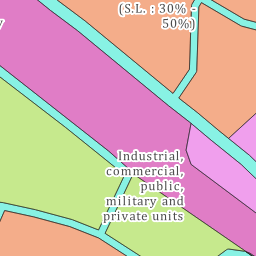 (S.L. : 30% -
50%)
Industrial,
commercial,
public,
military and
private units